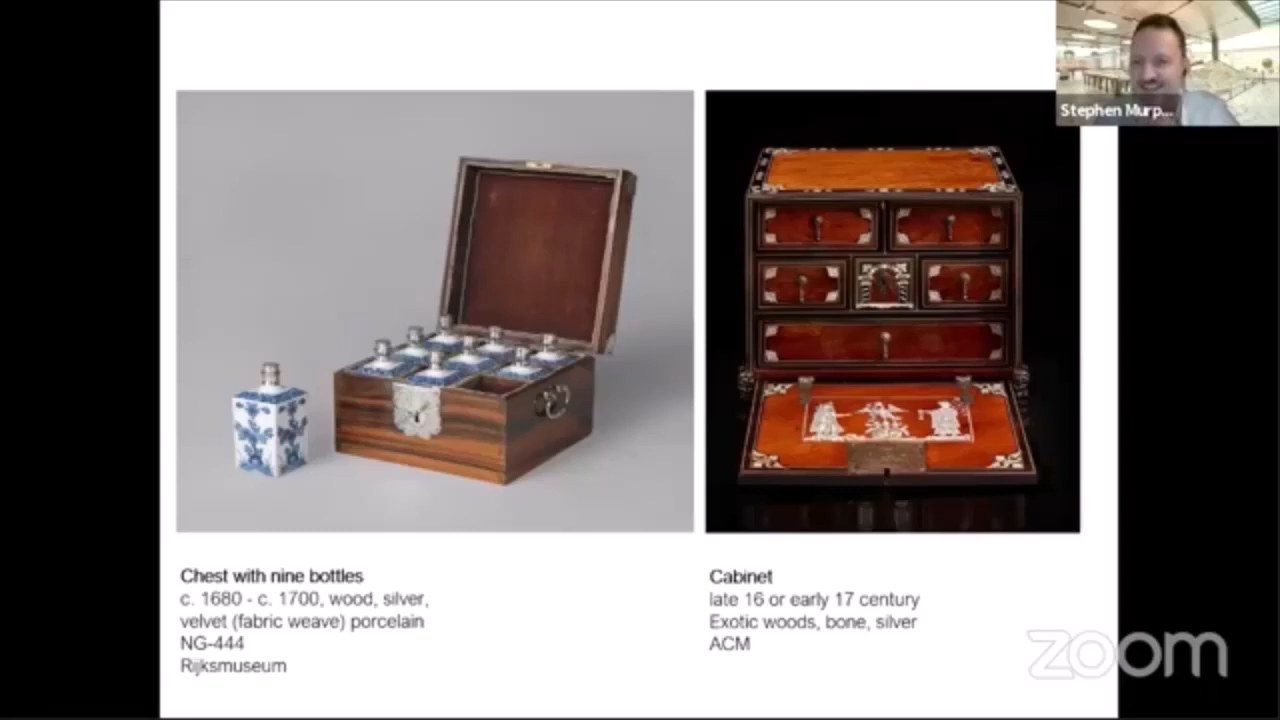 Stephen Murp...
Chest with nine bottles
c. 1680 - c. 1700, wood, silver,
velvet (fabric weave) porcelain
NG-444
Rijksmuseum
Cabinet
late 16 or early 17 century
Exotic woods, bone, silver
ACM
zoom